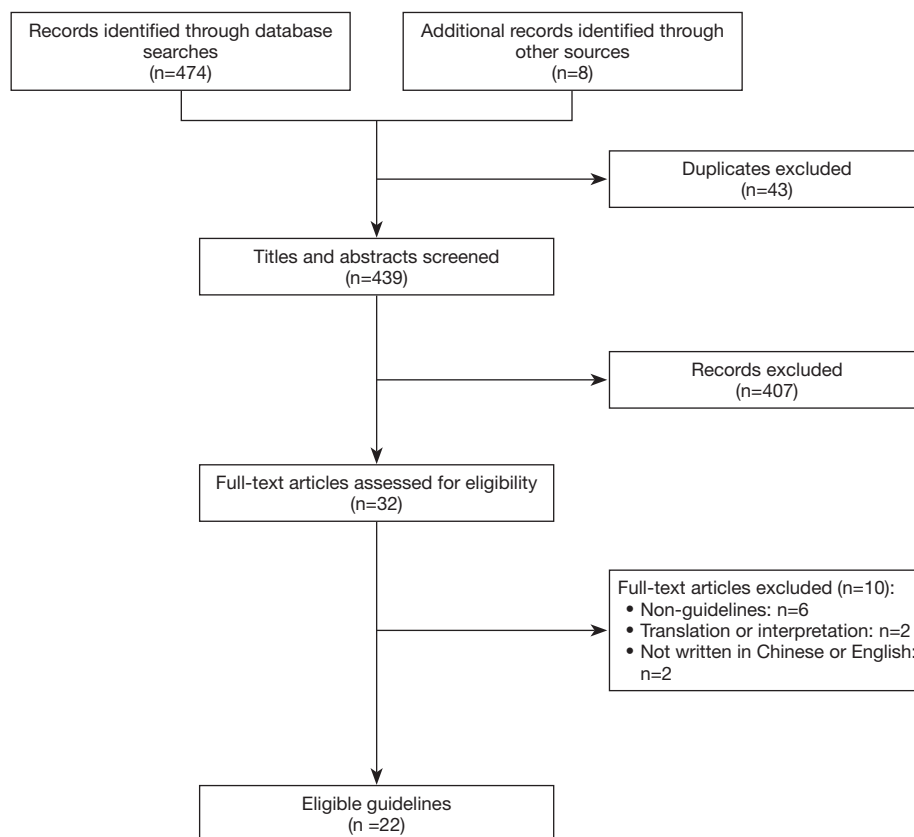 Records identified through database
searches
(n=474)
Additional records identified through
other sources
(n=8)
Duplicates excluded
(n=43)
Titles and abstracts screened
(n=439)
Records excluded
(n=407)
Full-text articles assessed for eligibility
(n=32)
Full-text articles excluded (n=10):
• Non-guidelines: n=6
• Translation or interpretation: n=2
• Not written in Chinese or English:
n=2
Eligible guidelines
(n =22)